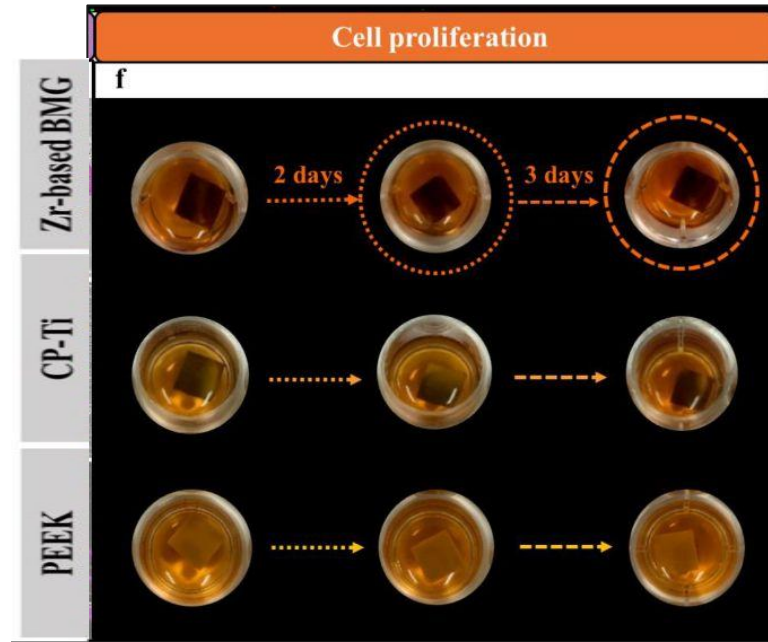 Cell proliferation
f
Zr-based BMG
2 days
3 days
CP-Ti
PEEK